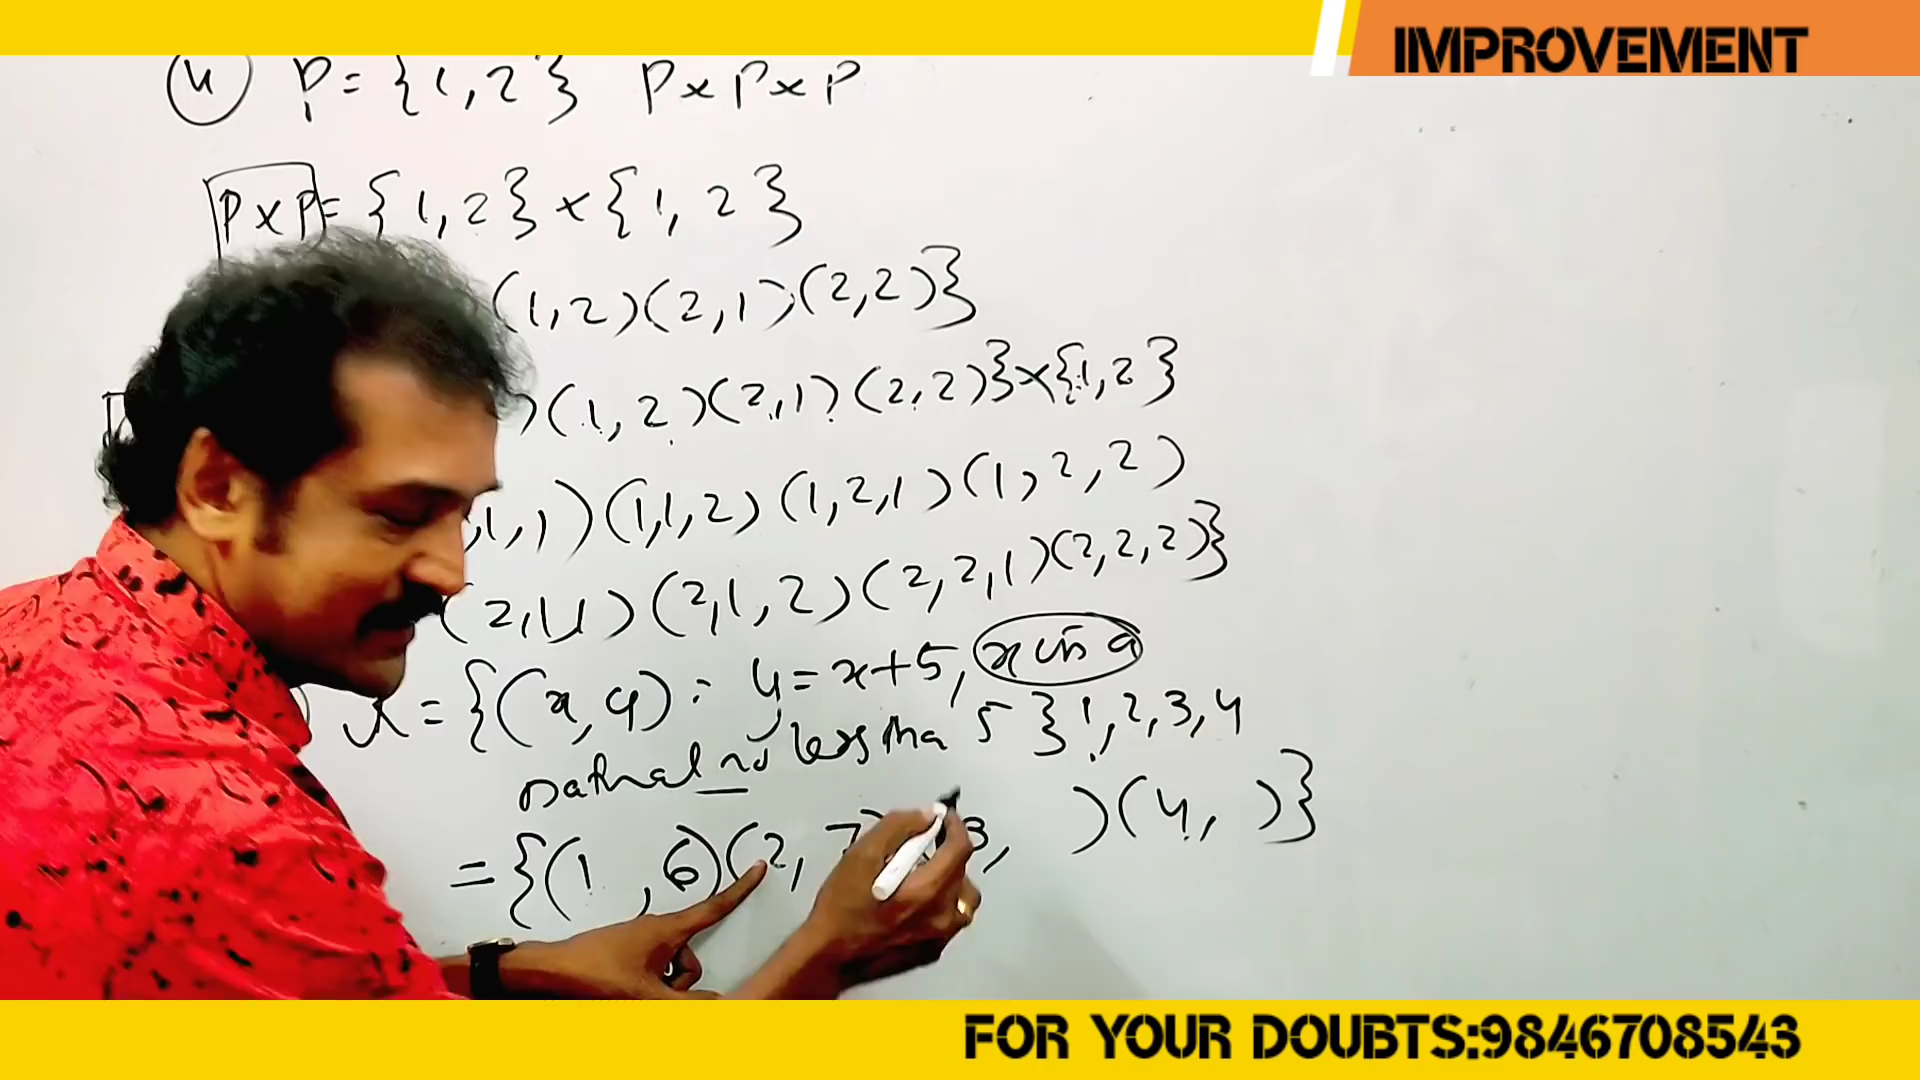 IMPROVEMENT
(4) P = {1, 2} P x P x P
P x P = {1, 2} x {1, 2}
(1, 2) (2, 1) (2, 2)}
) (1, 2) (2, 1) (2, 2)} x {1, 2}
, 1, 1) (1, 1, 2) (1, 2, 1) (1, 2, 2)
(2, 1, 1) (2, 1, 2) (2, 2, 1) (2, 2, 2)}
= {(x, y) : y = x + 5, x is a
natural no less tha 5} 1, 2, 3, 4
= {(1, 6) (2, 7) 3, ) (4, )}
FOR YOUR DOUBTS:9846708543